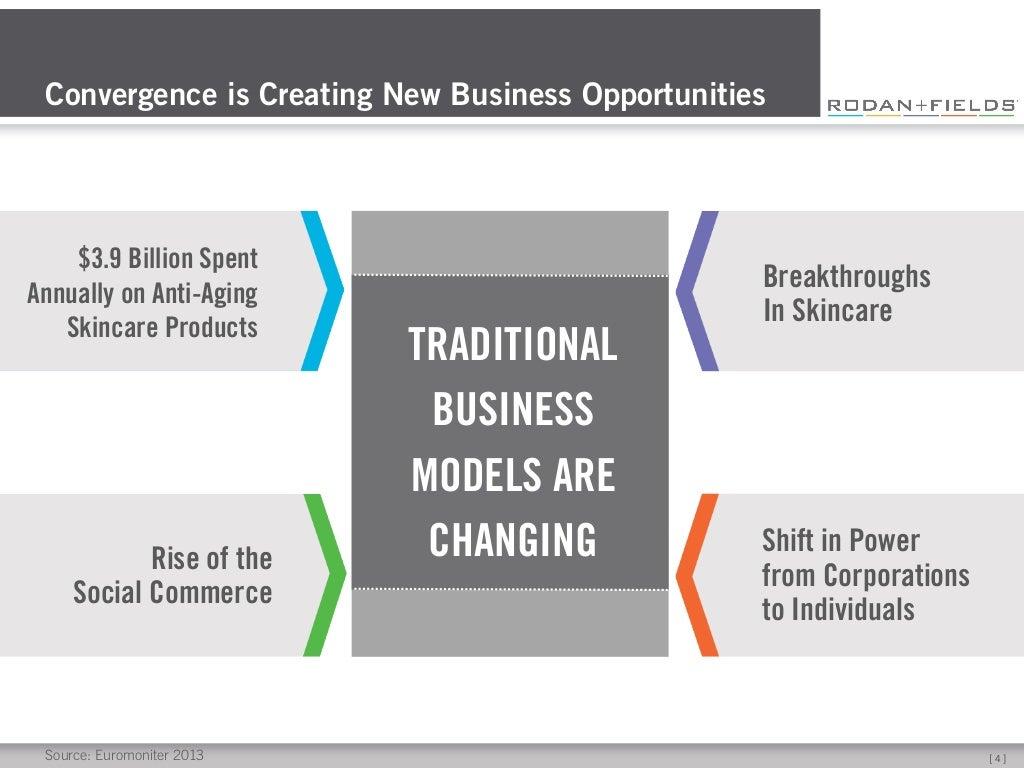 Convergence is Creating New Business Opportunities
RODAN+FIELDS
$3.9 Billion Spent
Annually on Anti-Aging
Skincare Products
Breakthroughs
In Skincare
TRADITIONAL
BUSINESS
MODELS ARE
CHANGING
Rise of the
Social Commerce
Shift in Power
from Corporations
to Individuals
Source: Euromoniter 2013
[ 4 ]